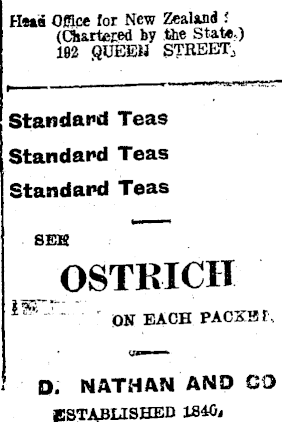 Head Office for New Zealand :
(Chartered by the State.)
192 QUEEN STREET,
Standard Teas
Standard Teas
Standard Teas
SEE
OSTRICH
ON EACH PACKET.
D. NATHAN AND CO
ESTABLISHED 1840,